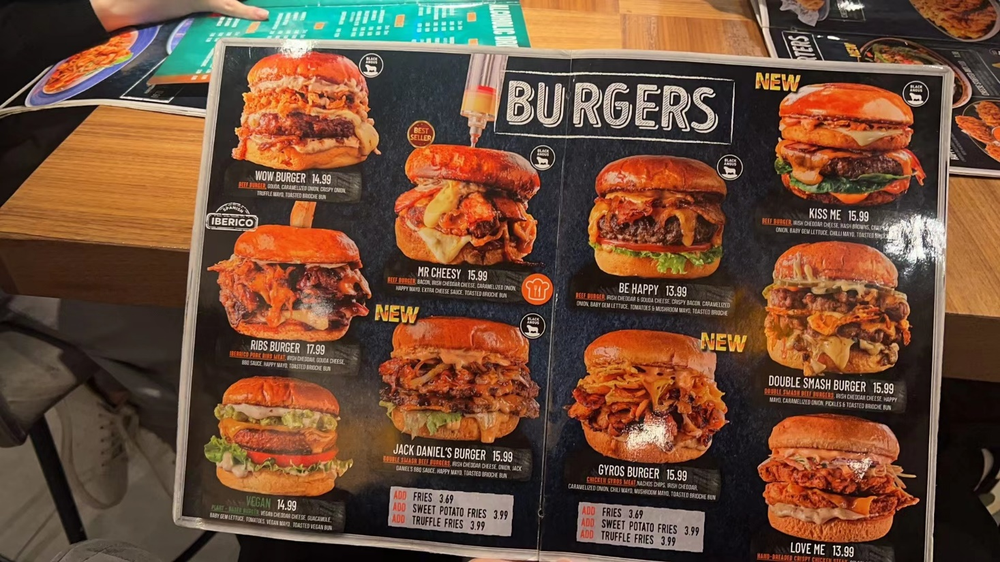 BURGERS
BLACK ANGUS
WOW BURGER 14.99
BEEF BURGER, GOUDA, CARAMELIZED ONION, CRISPY ONION,
TRUFFLE MAYO, TOASTED BRIOCHE BUN
SPANISH
IBERICO
RIBS BURGER 17.99
IBERRICO PORK RIBS MEAT, IRISH CHEDDAR, GOUDA CHEESE,
BBQ SAUCE, HAPPY MAYO, TOASTED BRIOCHE BUN
VEGAN 14.99
PLANT-BASED BURGER, VEGAN CHEDDAR CHEESE, GUACAMOLE,
BABY GEM LETTUCE, TOMATOES, VEGAN MAYO, TOASTED VEGAN BUN
BEST
SELLER
BLACK ANGUS
MR CHEESY 15.99
BEEF BURGER, BACON, IRISH CHEDDAR CHEESE, CARAMELIZED ONION,
HAPPY MAYO, EXTRA CHEESE SAUCE, TOASTED BRIOCHE BUN
NEW
BLACK ANGUS
JACK DANIEL'S BURGER 15.99
DOUBLE SMASH BEEF BURGERS, IRISH CHEDDAR CHEESE, ONION, JACK
DANIEL'S BBQ SAUCE, HAPPY MAYO, TOASTED BRIOCHE BUN
ADD FRIES 3.69
ADD SWEET POTATO FRIES 3.99
ADD TRUFFLE FRIES 3.99
BLACK ANGUS
BE HAPPY 13.99
BEEF BURGER, IRISH CHEDDAR & GOUDA CHEESE, CRISPY BACON, CARAMELIZED
ONION, BABY GEM LETTUCE, TOMATOES & MUSHROOM MAYO, TOASTED BRIOCHE
NEW
GYROS BURGER 15.99
CHICKEN GYROS MEAT, NACHOS CHIPS, IRISH CHEDDAR,
CARAMELIZED ONION, CHILI MAYO, MUSHROOM MAYO, TOASTED BRIOCHE BUN
ADD FRIES 3.69
ADD SWEET POTATO FRIES 3.99
ADD TRUFFLE FRIES 3.99
NEW
BLACK ANGUS
KISS ME 15.99
BEEF BURGER, IRISH CHEDDAR CHEESE, HASH BROWNS,
ONION, BABY GEM LETTUCE, CHILLI MAYO, TOASTED
DOUBLE SMASH BURGER 15.99
DOUBLE SMASH BEEF BURGERS, IRISH CHEDDAR CHEESE, HAPPY
MAYO, CARAMELIZED ONION, PICKLES & TOASTED BRIOCHE BUN
LOVE ME 13.99
HAND-BREADED CRISPY CHICKEN STEAK,
NEW